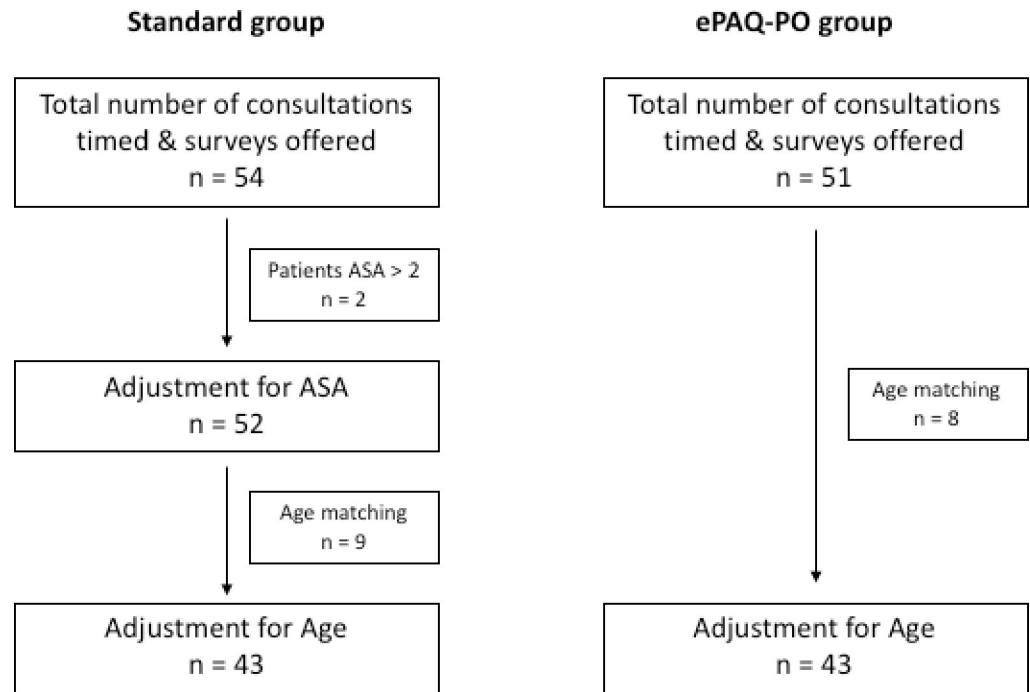 Standard group
Total number of consultations
timed & surveys offered
n = 54
Patients ASA > 2
n = 2
Adjustment for ASA
n = 52
Age matching
n = 9
Adjustment for Age
n = 43
ePAQ-PO group
Total number of consultations
timed & surveys offered
n = 51
Age matching
n = 8
Adjustment for Age
n = 43